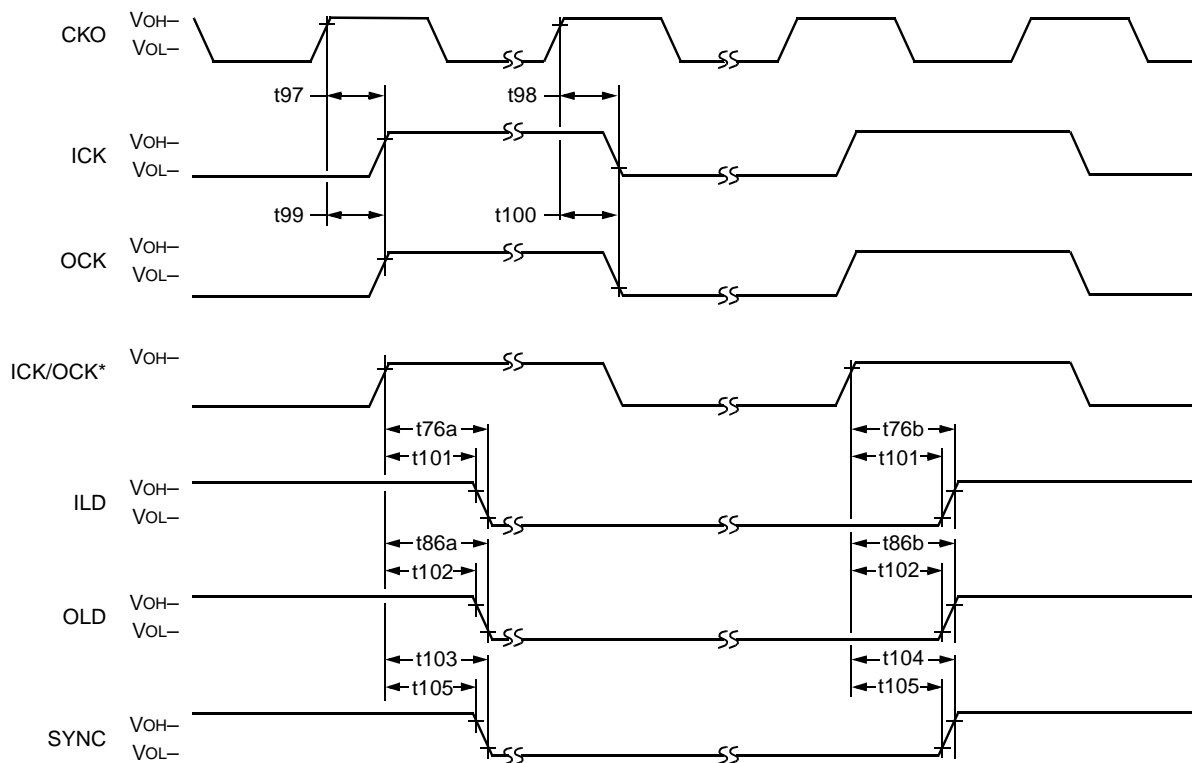 CKO VOH–
VOL–
t97 t98
ICK VOH–
VOL–
t99 t100
OCK VOH–
VOL–
ICK/OCK* VOH–
t76a t76b
t101 t101
ILD VOH–
VOL–
t86a t86b
t102 t102
OLD VOH–
VOL–
t103 t104
t105 t105
SYNC VOH–
VOL–